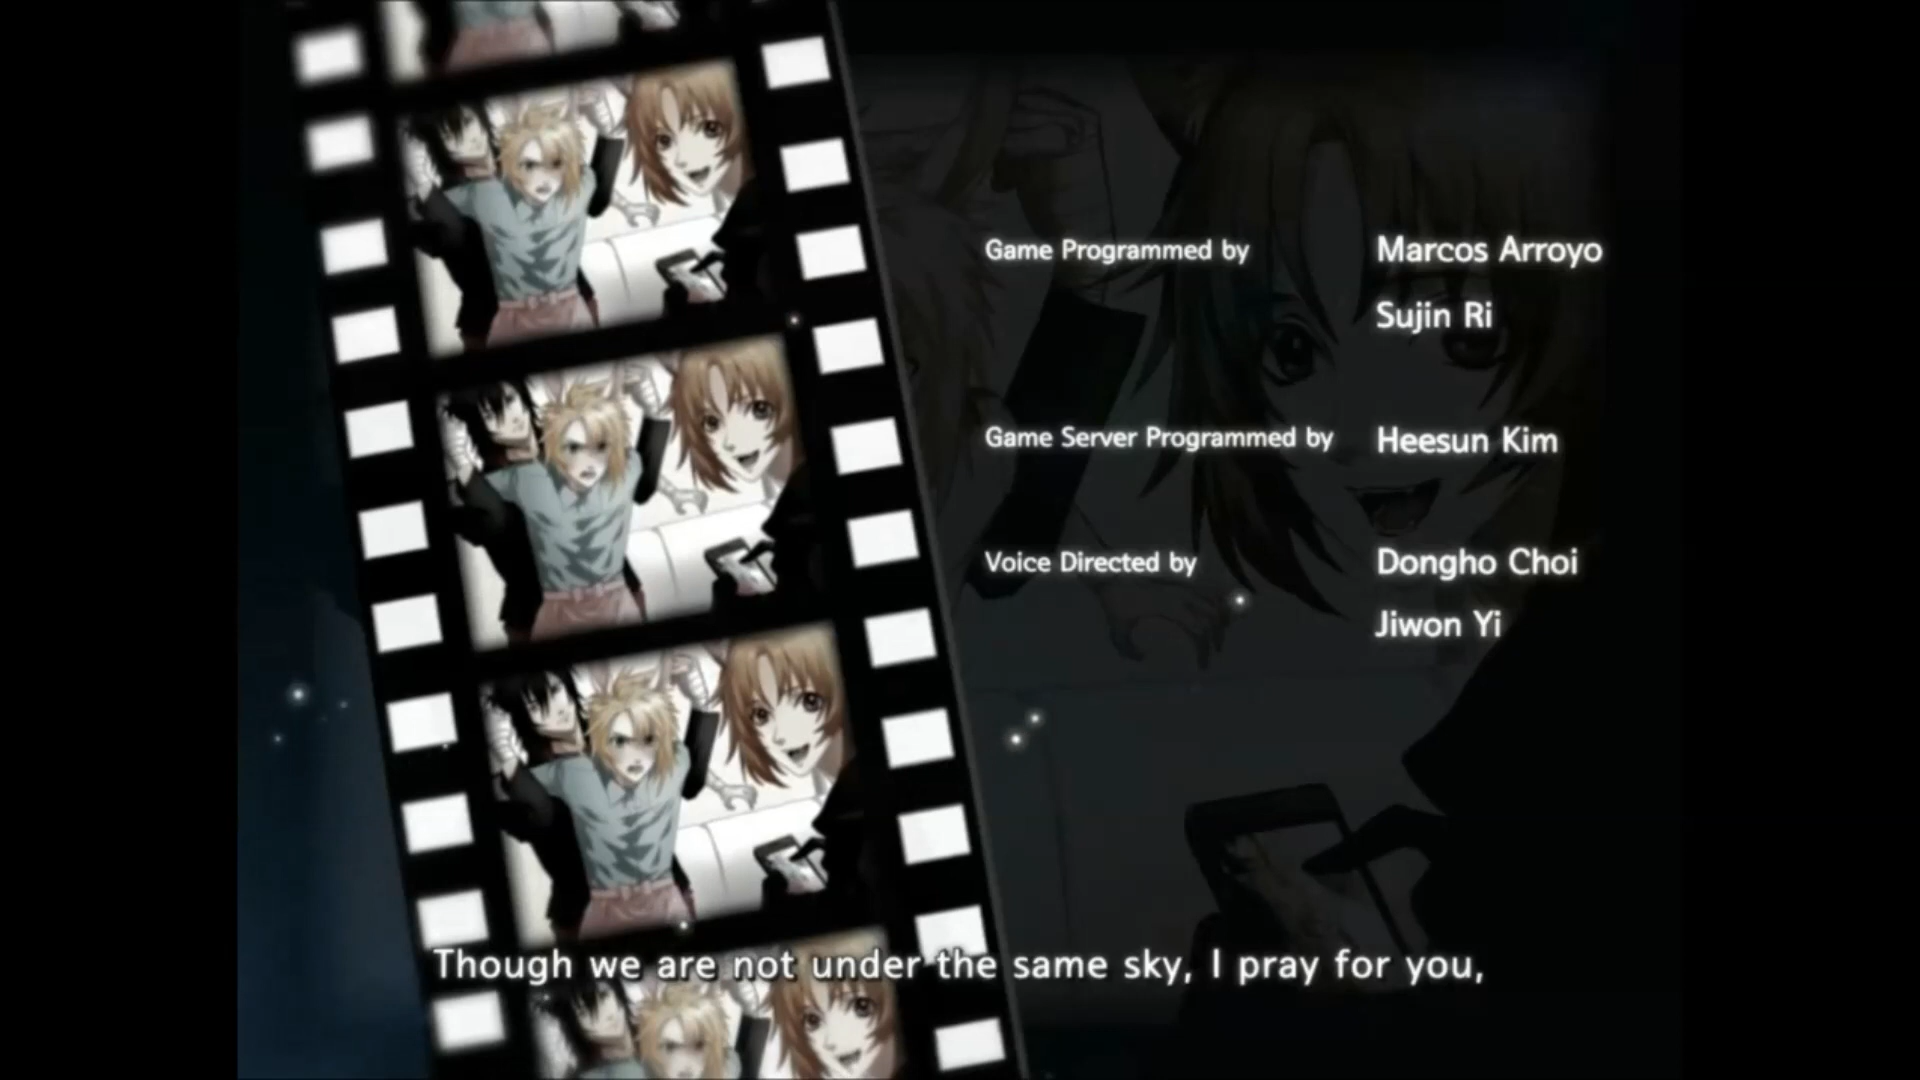 Game Programmed by Marcos Arroyo
Sujin Ri
Game Server Programmed by Heesun Kim
Voice Directed by Dongho Choi
Jiwon Yi
Though we are not under the same sky, I pray for you,